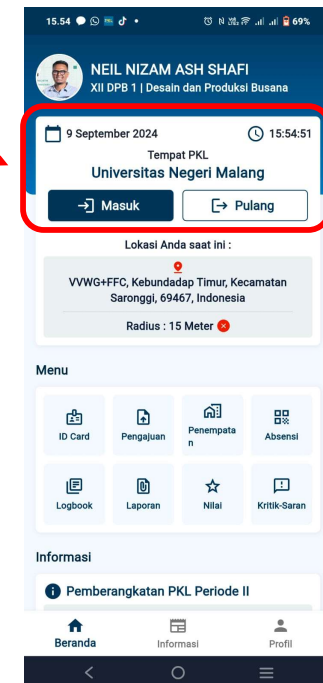 15.54
69%
NEIL NIZAM ASH SHAFI
XII DPB 1 | Desain dan Produksi Busana
9 September 2024
15:54:51
Tempat PKL
Universitas Negeri Malang
Masuk
Pulang
Lokasi Anda saat ini :
VVWG+FFC, Kebundadap Timur, Kecamatan
Saronggi, 69467, Indonesia
Radius : 15 Meter
Menu
ID Card
Pengajuan
Penempata
n
Absensi
Logbook
Laporan
Nilai
Kritik-Saran
Informasi
Pemberangkatan PKL Periode II
Beranda
Informasi
Profil